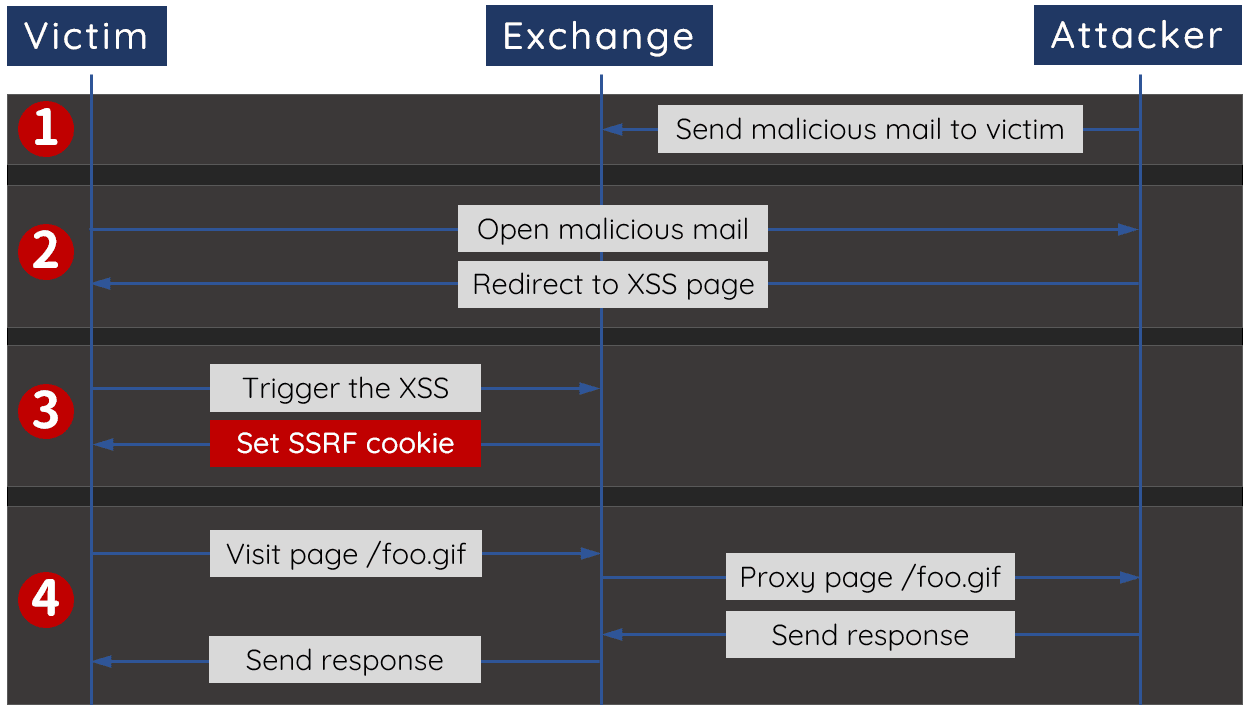 Victim
Exchange
Attacker
1
Send malicious mail to victim
2
Open malicious mail
Redirect to XSS page
3
Trigger the XSS
Set SSRF cookie
4
Visit page /foo.gif
Proxy page /foo.gif
Send response
Send response